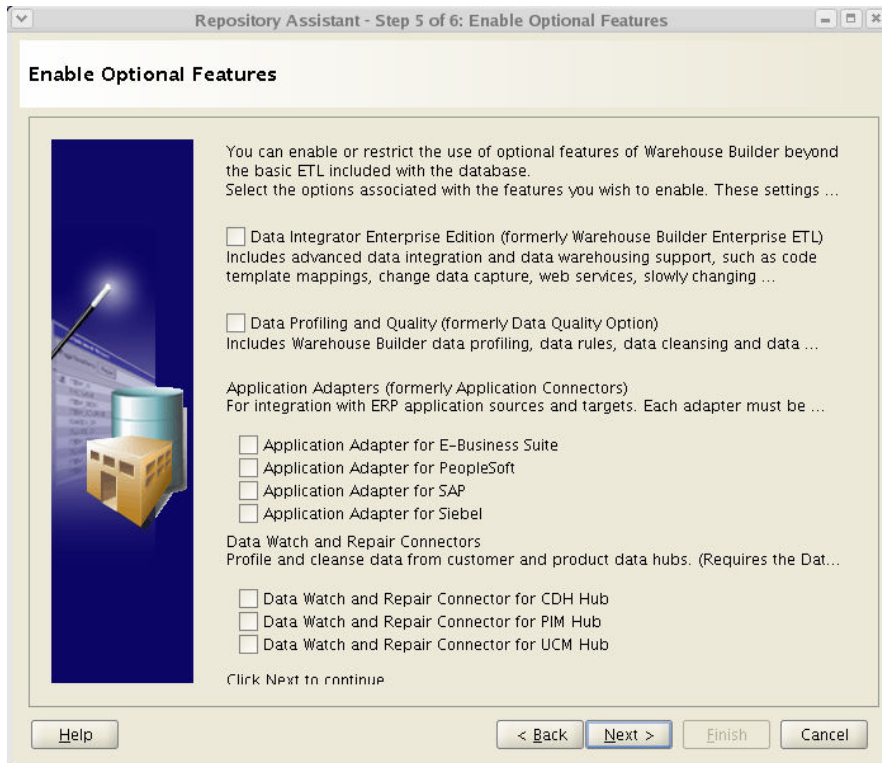 Repository Assistant - Step 5 of 6: Enable Optional Features
Enable Optional Features
You can enable or restrict the use of optional features of Warehouse Builder beyond
the basic ETL included with the database.
Select the options associated with the features you wish to enable. These settings ...
Data Integrator Enterprise Edition (formerly Warehouse Builder Enterprise ETL)
Includes advanced data integration and data warehousing support, such as code
template mappings, change data capture, web services, slowly changing ...
Data Profiling and Quality (formerly Data Quality Option)
Includes Warehouse Builder data profiling, data rules, data cleansing and data ...
Application Adapters (formerly Application Connectors)
For integration with ERP application sources and targets. Each adapter must be ...
Application Adapter for E-Business Suite
Application Adapter for PeopleSoft
Application Adapter for SAP
Application Adapter for Siebel
Data Watch and Repair Connectors
Profile and cleanse data from customer and product data hubs. (Requires the Dat...
Data Watch and Repair Connector for CDH Hub
Data Watch and Repair Connector for PIM Hub
Data Watch and Repair Connector for UCM Hub
Click Next to continue
Help
< Back
Next >
Finish
Cancel